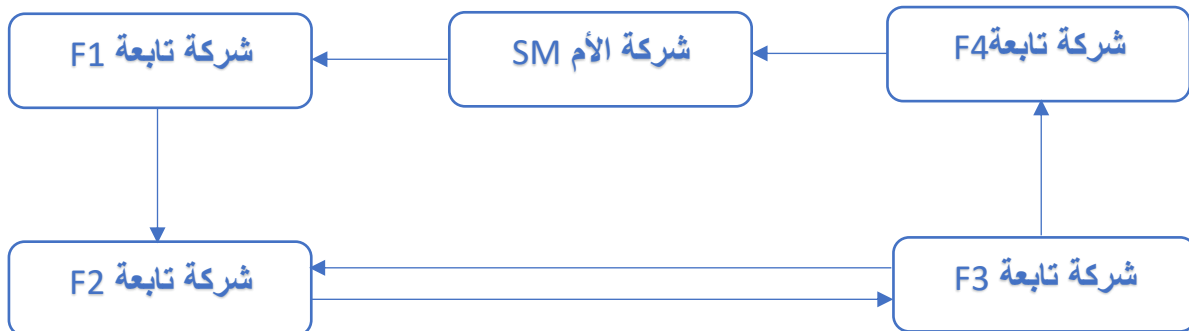 شركة تابعة F1
شركة الأم SM
شركة تابعةF4
شركة تابعة F2
شركة تابعة F3